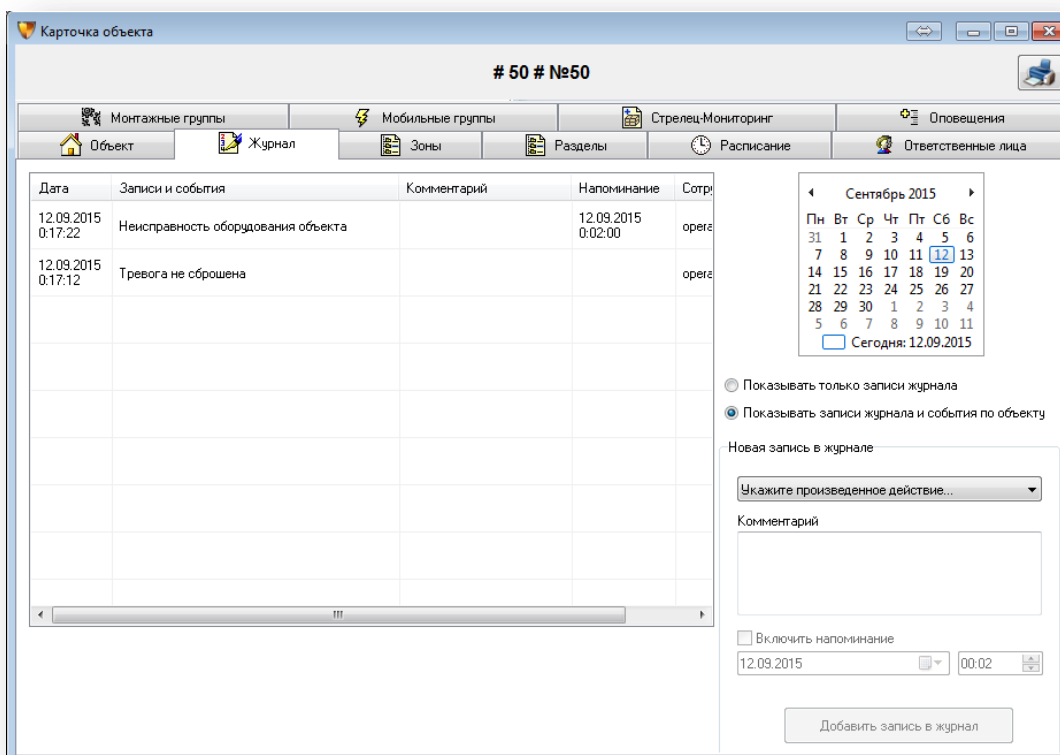 Карточка объекта
# 50 # №50
Монтажные группы Мобильные группы Стрелец-Мониторинг Оповещения
Объект Журнал Зоны Разделы Расписание Ответственные лица
Дата Записи и события Комментарий Напоминание Сотру
12.09.2015 0:17:22 Неисправность оборудования объекта 12.09.2015 0:02:00 opera
12.09.2015 0:17:12 Тревога не сброшена opera
Сентябрь 2015
Пн Вт Ср Чт Пт Сб Вс
31 1 2 3 4 5 6
7 8 9 10 11 12 13
14 15 16 17 18 19 20
21 22 23 24 25 26 27
28 29 30 1 2 3 4
5 6 7 8 9 10 11
Сегодня: 12.09.2015
Показывать только записи журнала
Показывать записи журнала и события по объекту
Новая запись в журнале
Укажите произведенное действие...
Комментарий
Включить напоминание
12.09.2015 00:02
Добавить запись в журнал